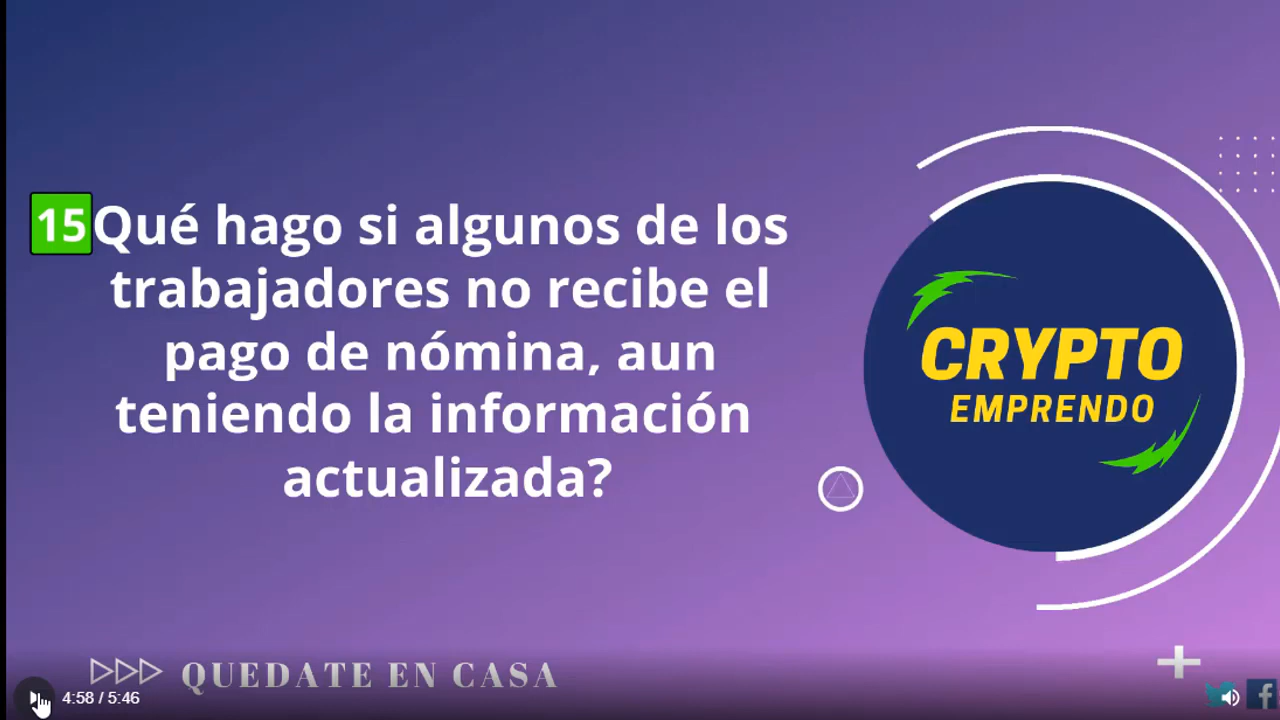 15 Qué hago si algunos de los
trabajadores no recibe el
pago de nómina, aun
teniendo la información
actualizada?
CRYPTO
EMPRENDO
QUEDATE EN CASA
4:58 / 5:46